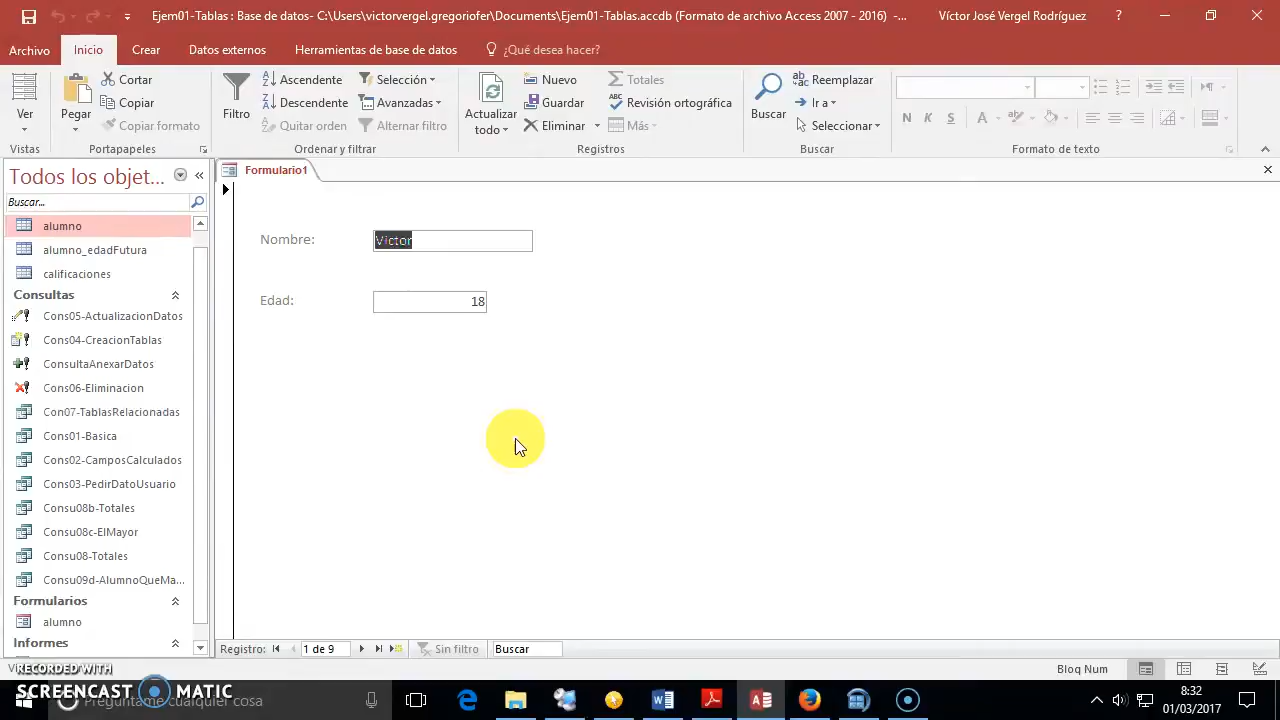 Ejem01-Tablas : Base de datos- C:\Users\victorvergel.gregoriofer\Documents\Ejem01-Tablas.accdb (Formato de archivo Access 2007 - 2016) -...
Víctor José Vergel Rodríguez
Archivo
Inicio
Crear
Datos externos
Herramientas de base de datos
¿Qué desea hacer?
Ver
Vistas
Pegar
Cortar
Copiar
Copiar formato
Portapapeles
Filtro
Ascendente
Descendente
Quitar orden
Selección
Avanzadas
Alternar filtro
Ordenar y filtrar
Actualizar todo
Nuevo
Guardar
Eliminar
Totales
Revisión ortográfica
Más
Registros
Buscar
Reemplazar
Ir a
Seleccionar
Buscar
N K S A
Formato de texto
Todos los objet...
Buscar...
alumno
alumno_edadFutura
calificaciones
Consultas
Cons05-ActualizacionDatos
Cons04-CreacionTablas
ConsultaAnexarDatos
Cons06-Eliminacion
Con07-TablasRelacionadas
Cons01-Basica
Cons02-CamposCalculados
Cons03-PedirDatoUsuario
Consu08b-Totales
Consu08c-ElMayor
Consu08-Totales
Consu09d-AlumnoQueMa...
Formularios
alumno
Informes
Formulario1
Nombre:
Victor
Edad:
18
Registro:
1 de 9
Sin filtro
Buscar
Bloq Num
RECORDED WITH
SCREENCAST MATIC
Pregúntame cualquier cosa
8:32
01/03/2017